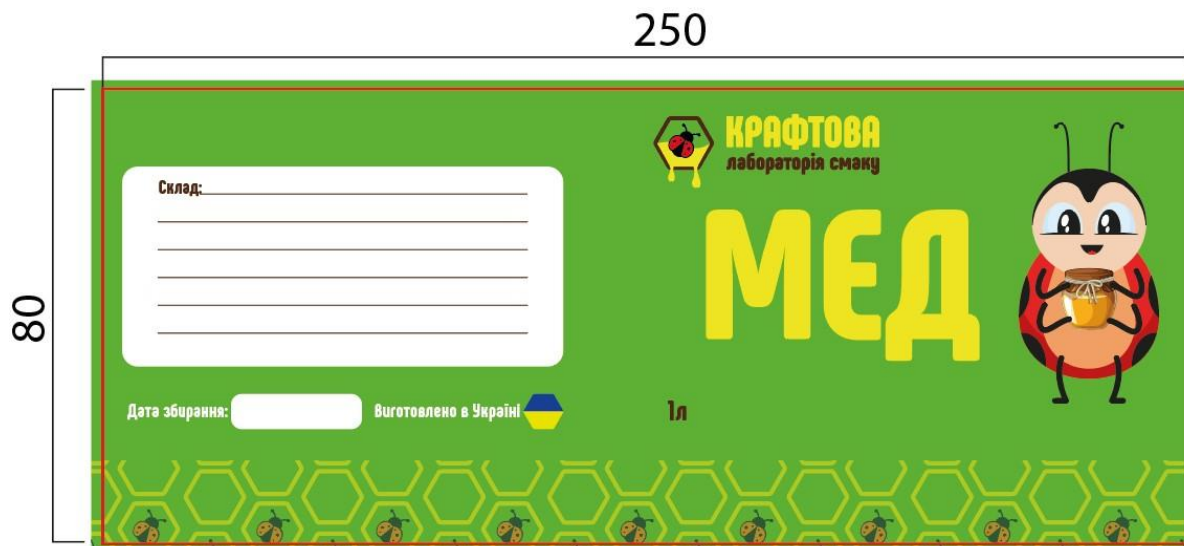 250
80
КРАФТОВА
лабораторія смаку
Склад:
МЕД
Дата збирання:
Виготовлено в Україні
1л